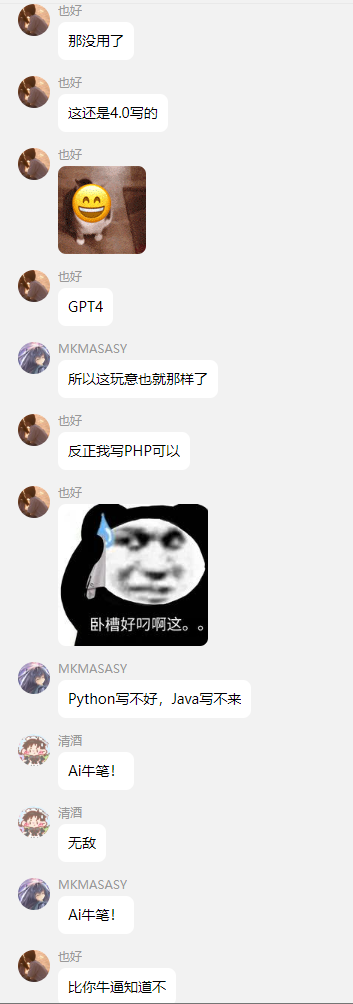 也好
那没用了
也好
这还是4.0写的
也好
也好
GPT4
MKMASASY
所以这玩意也就那样了
也好
反正我写PHP可以
也好
卧槽好叼啊这。。
MKMASASY
Python写不好，Java写不来
清酒
Ai牛笔！
清酒
无敌
MKMASASY
Ai牛笔！
也好
比你牛逼知道不